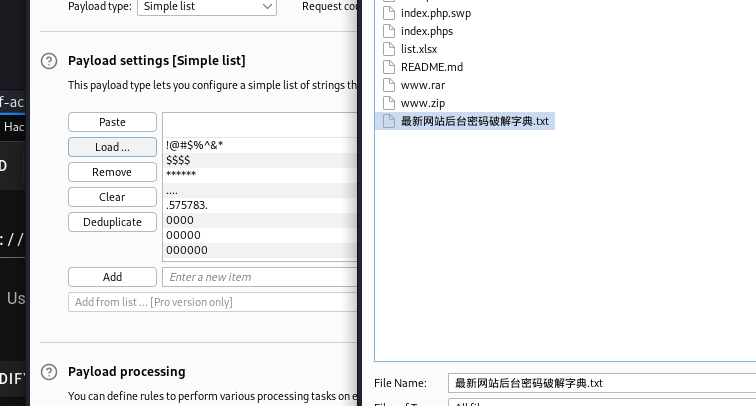 Payload type:
Simple list
Request cou
Payload settings [Simple list]
This payload type lets you configure a simple list of strings th
Paste
Load ...
Remove
Clear
Deduplicate
!@#$%^&*
$$$$
******
....
.575783.
0000
00000
000000
Add
Enter a new item
Add from list ... [Pro version only]
Payload processing
You can define rules to perform various processing tasks on e
f-ac
Hac
D
://
Us
DIFY
index.php.swp
index.phps
list.xlsx
README.md
www.rar
www.zip
最新网站后台密码破解字典.txt
File Name:
最新网站后台密码破解字典.txt